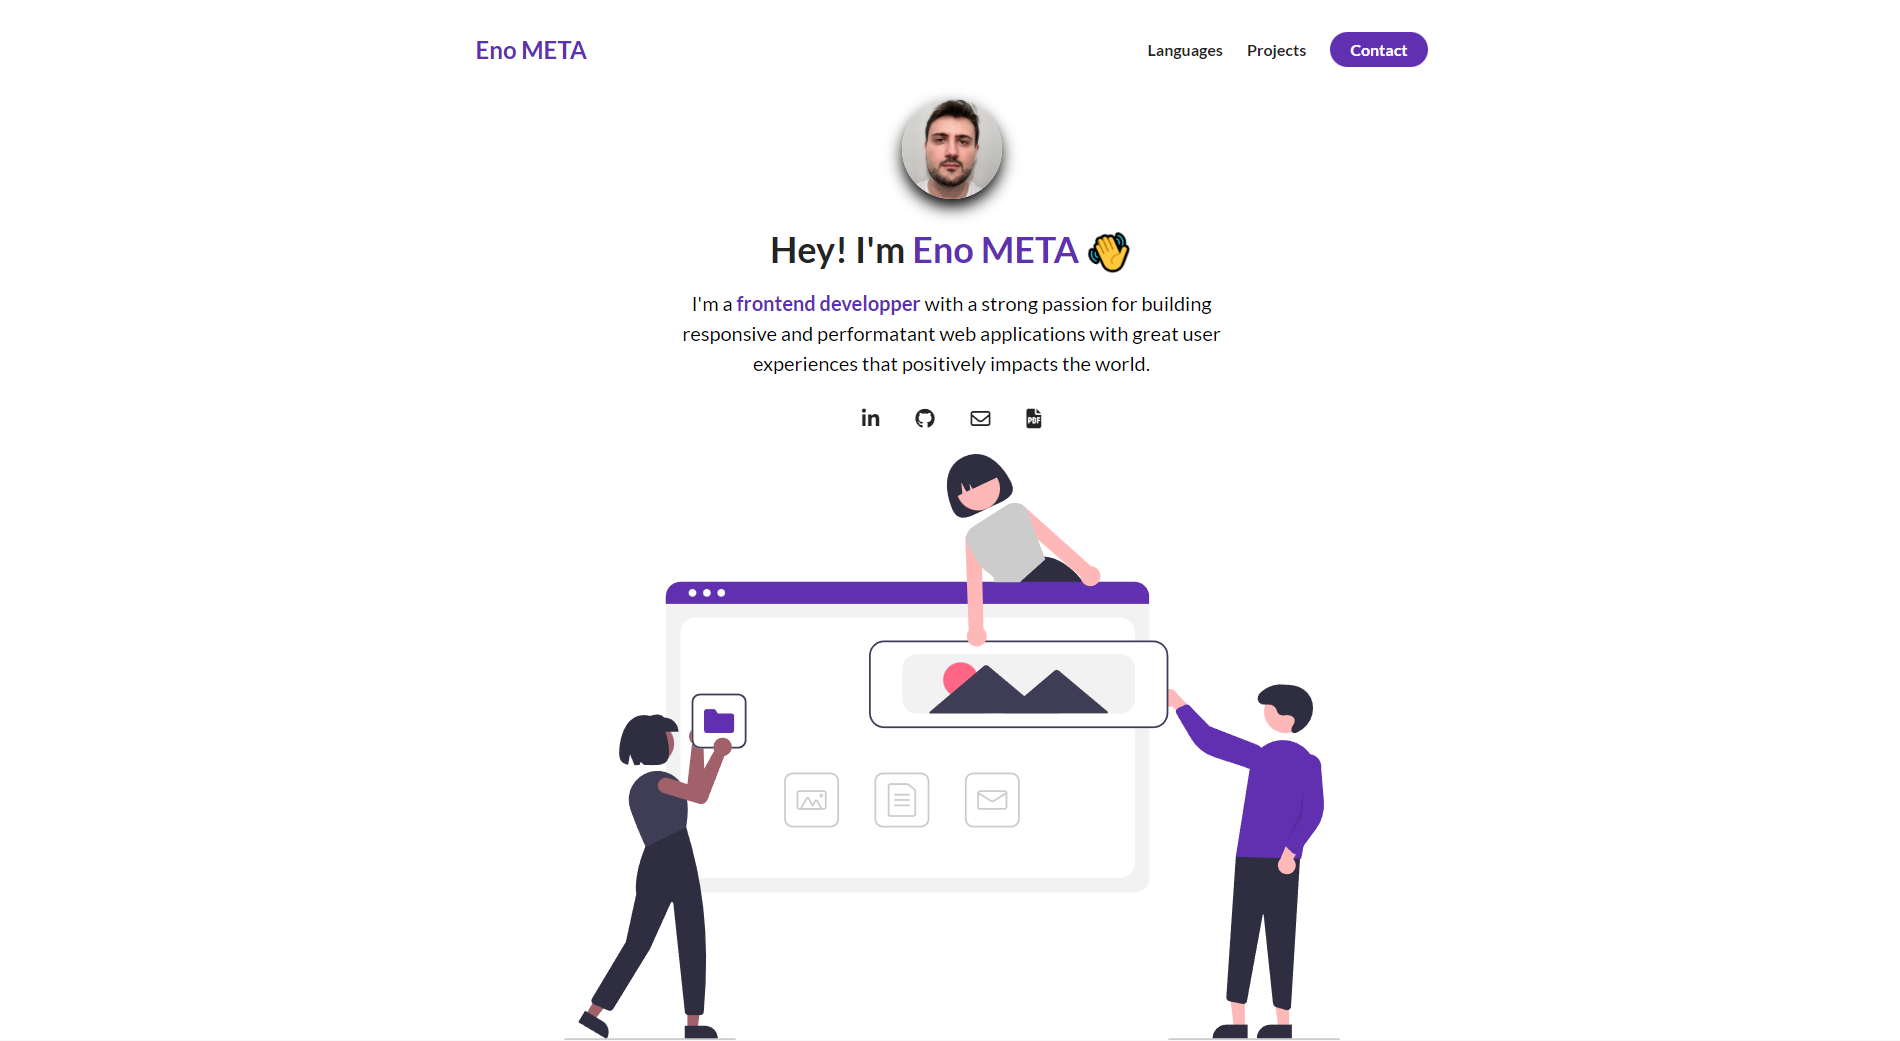 Eno META
Languages Projects Contact
Hey! I'm Eno META 👋
I'm a frontend developper with a strong passion for building
responsive and performatant web applications with great user
experiences that positively impacts the world.
in
PDF